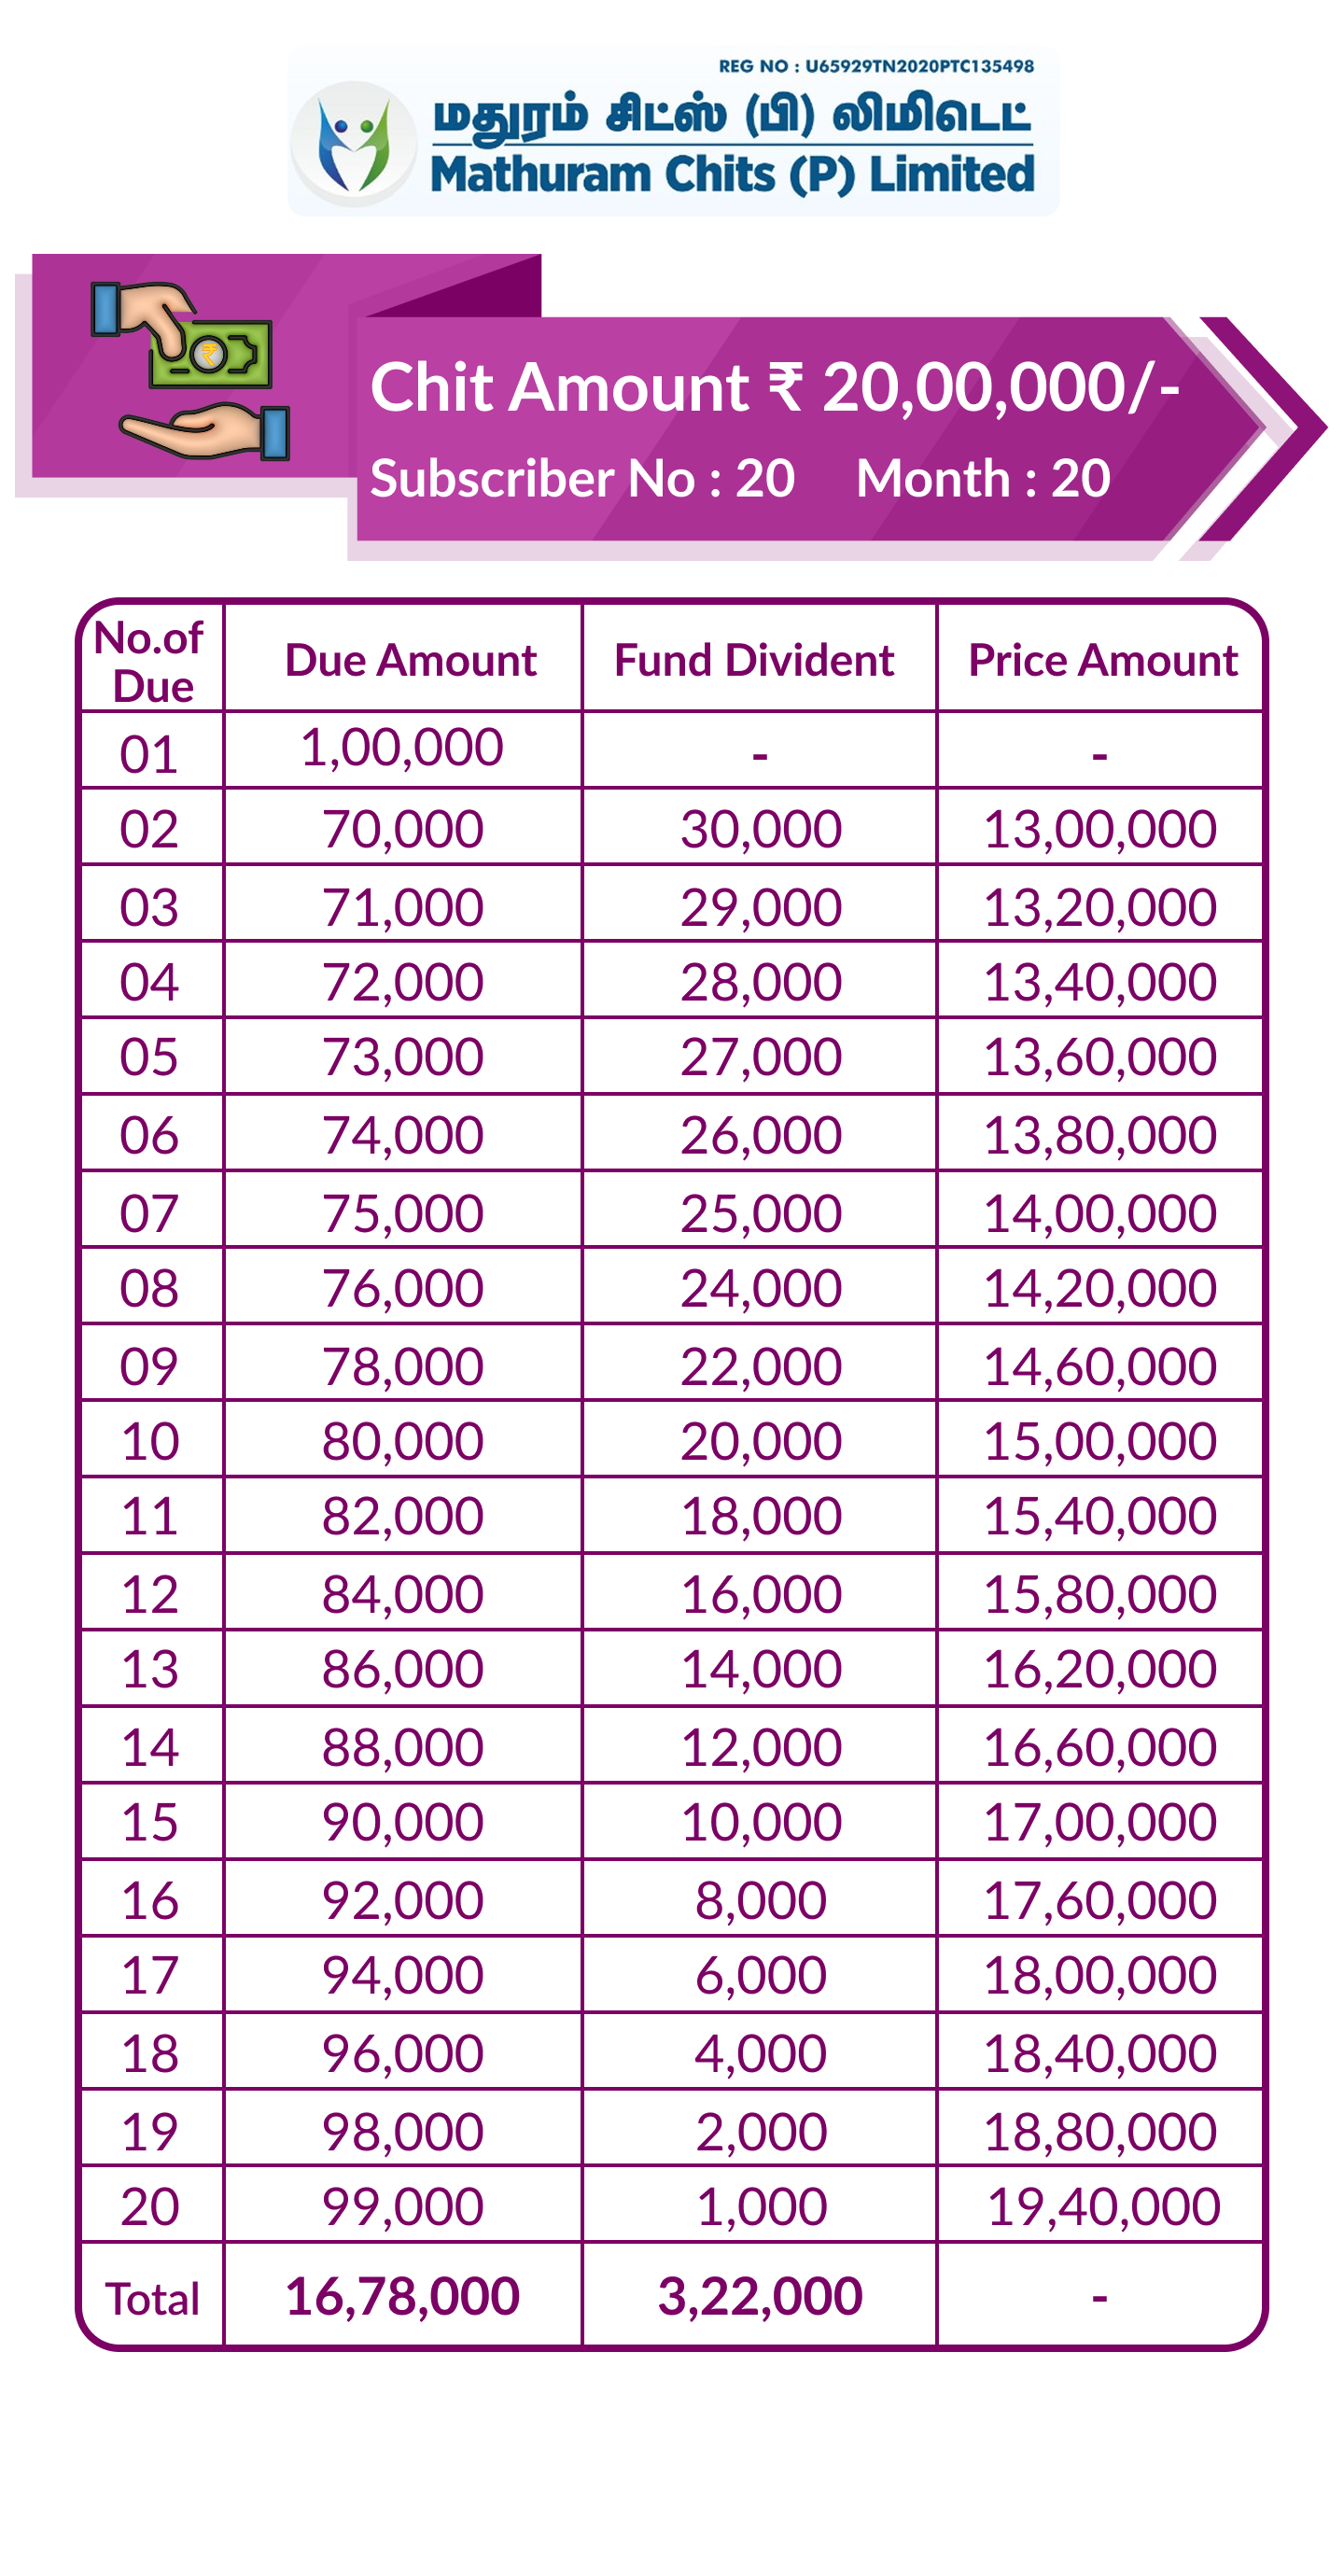 REG NO : U65929TN2020PTC135498
மதுரம் சிட்ஸ் (பி) லிமிடெட்
Mathuram Chits (P) Limited
Chit Amount ₹ 20,00,000/-
Subscriber No : 20 Month : 20
No.of Due Due Amount Fund Divident Price Amount
01 1,00,000 - -
02 70,000 30,000 13,00,000
03 71,000 29,000 13,20,000
04 72,000 28,000 13,40,000
05 73,000 27,000 13,60,000
06 74,000 26,000 13,80,000
07 75,000 25,000 14,00,000
08 76,000 24,000 14,20,000
09 78,000 22,000 14,60,000
10 80,000 20,000 15,00,000
11 82,000 18,000 15,40,000
12 84,000 16,000 15,80,000
13 86,000 14,000 16,20,000
14 88,000 12,000 16,60,000
15 90,000 10,000 17,00,000
16 92,000 8,000 17,60,000
17 94,000 6,000 18,00,000
18 96,000 4,000 18,40,000
19 98,000 2,000 18,80,000
20 99,000 1,000 19,40,000
Total 16,78,000 3,22,000 -